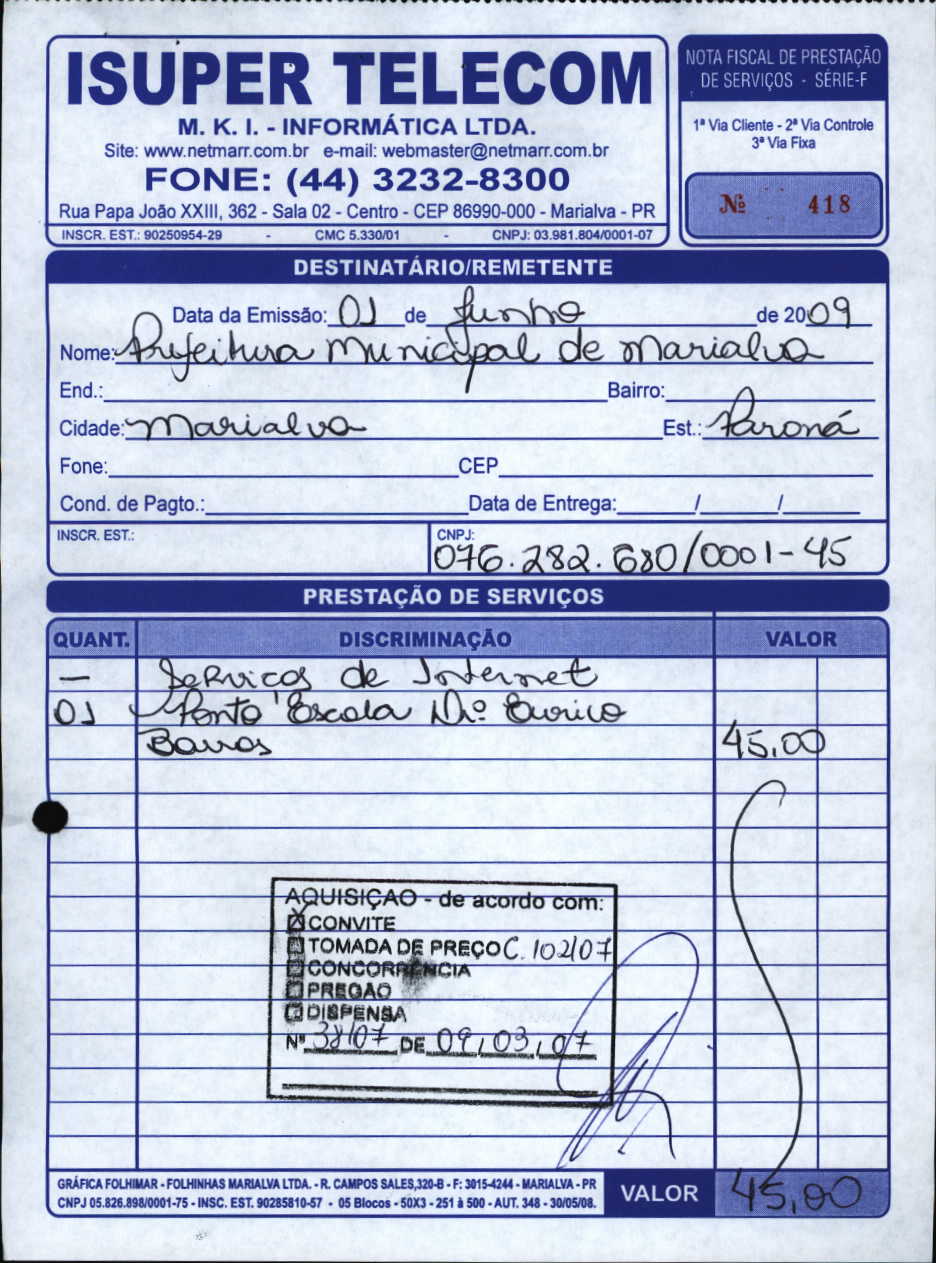 ISUPER TELECOM
M. K. I. - INFORMÁTICA LTDA.
Site: www.netmarr.com.br e-mail: webmaster@netmarr.com.br
FONE: (44) 3232-8300
Rua Papa João XXIII, 362 - Sala 02 - Centro - CEP 86990-000 - Marialva - PR
INSCR. EST.: 90250954-29 - CMC 5.330/01 - CNPJ: 03.981.804/0001-07
NOTA FISCAL DE PRESTAÇÃO
DE SERVIÇOS - SÉRIE-F
1ª Via Cliente - 2ª Via Controle
3ª Via Fixa
Nº 418
DESTINATÁRIO/REMETENTE
Data da Emissão: 01 de Junho de 2009
Nome: Prefeitura Municipal de Marialva
End.: Bairro:
Cidade: Marialva Est.: Paraná
Fone: CEP
Cond. de Pagto.: Data de Entrega: / /
INSCR. EST.: CNPJ:
076.282.680/0001-45
PRESTAÇÃO DE SERVIÇOS
QUANT. DISCRIMINAÇÃO VALOR
— Serviços de Internet
01 Ponto Escola Mº Eurico
Barros 45,00
AQUISIÇAO - de acordo com:
CONVITE
TOMADA DE PREÇO C. 102/07
CONCORRENCIA
PREGAO
DISPENSA
Nº 38/07 DE 09,03,07
GRÁFICA FOLHIMAR - FOLHINHAS MARIALVA LTDA. - R. CAMPOS SALES,320-B - F: 3015-4244 - MARIALVA - PR
CNPJ 05.826.898/0001-75 - INSC. EST. 90285810-57 - 05 Blocos - 50X3 - 251 à 500 - AUT. 348 - 30/05/08.
VALOR 45,00